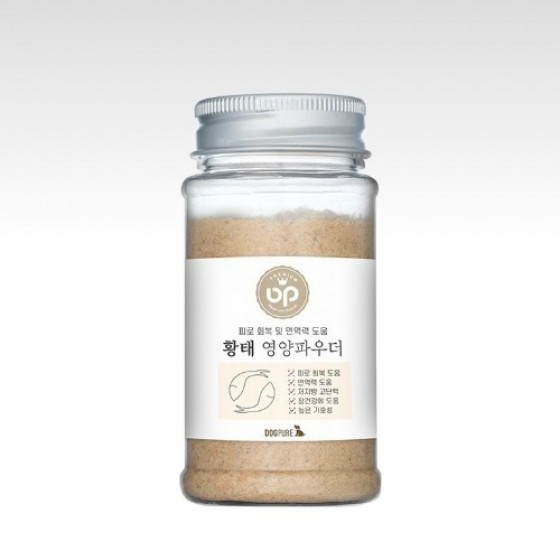 PREMIUM
피로 회복 및 면역력 도움
황태 영양파우더
피로 회복 도움
면역력 도움
저지방 고단백
장건강에 도움
높은 기호성
DOGPURE